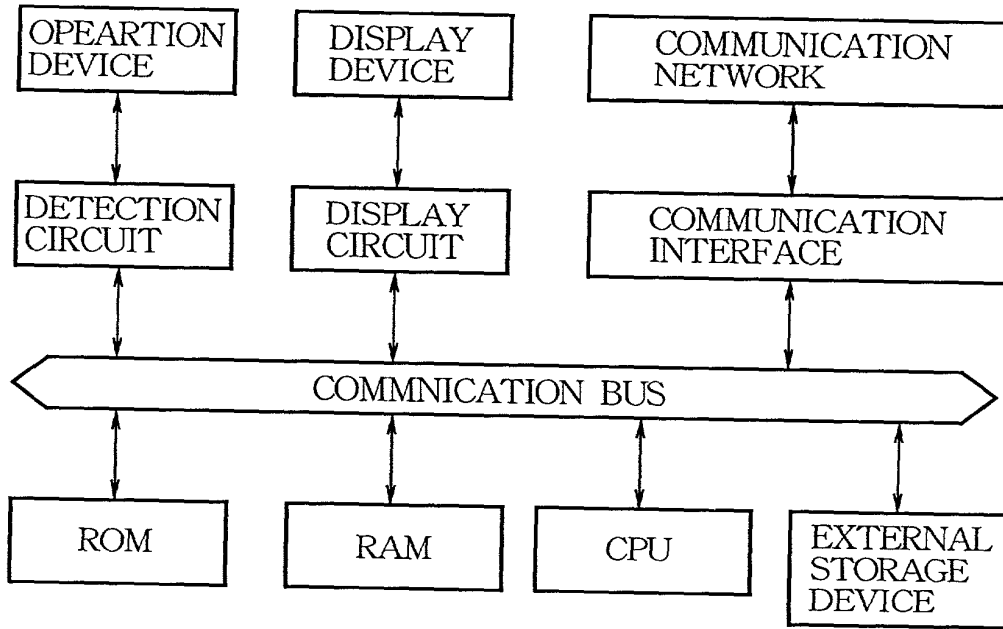 OPEARTION
DEVICE
DISPLAY
DEVICE
COMMUNICATION
NETWORK
DETECTION
CIRCUIT
DISPLAY
CIRCUIT
COMMUNICATION
INTERFACE
COMMNICATION BUS
ROM
RAM
CPU
EXTERNAL
STORAGE
DEVICE